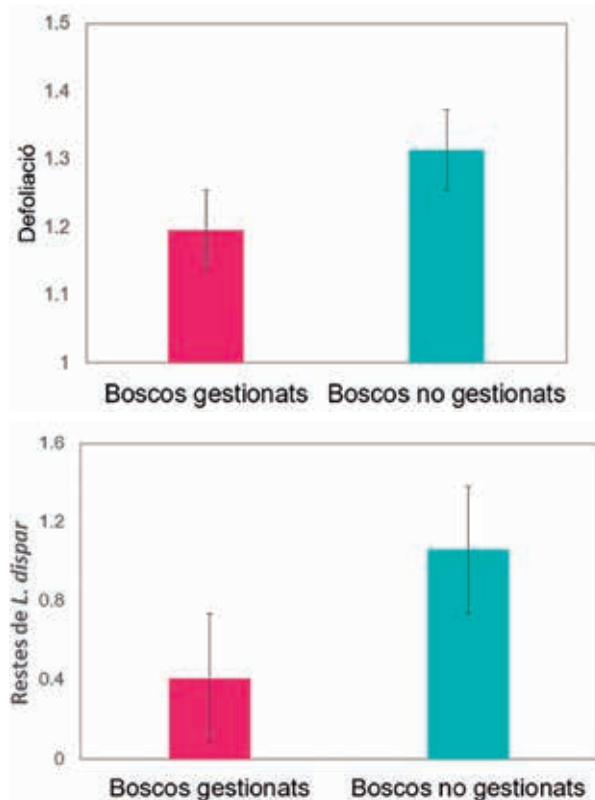 1.5
1.4
1.3
1.2
1.1
1
Defoliació
Boscos gestionats Boscos no gestionats
1.6
1.2
0.8
0.4
0
Restes de L. dispar
Boscos gestionats Boscos no gestionats